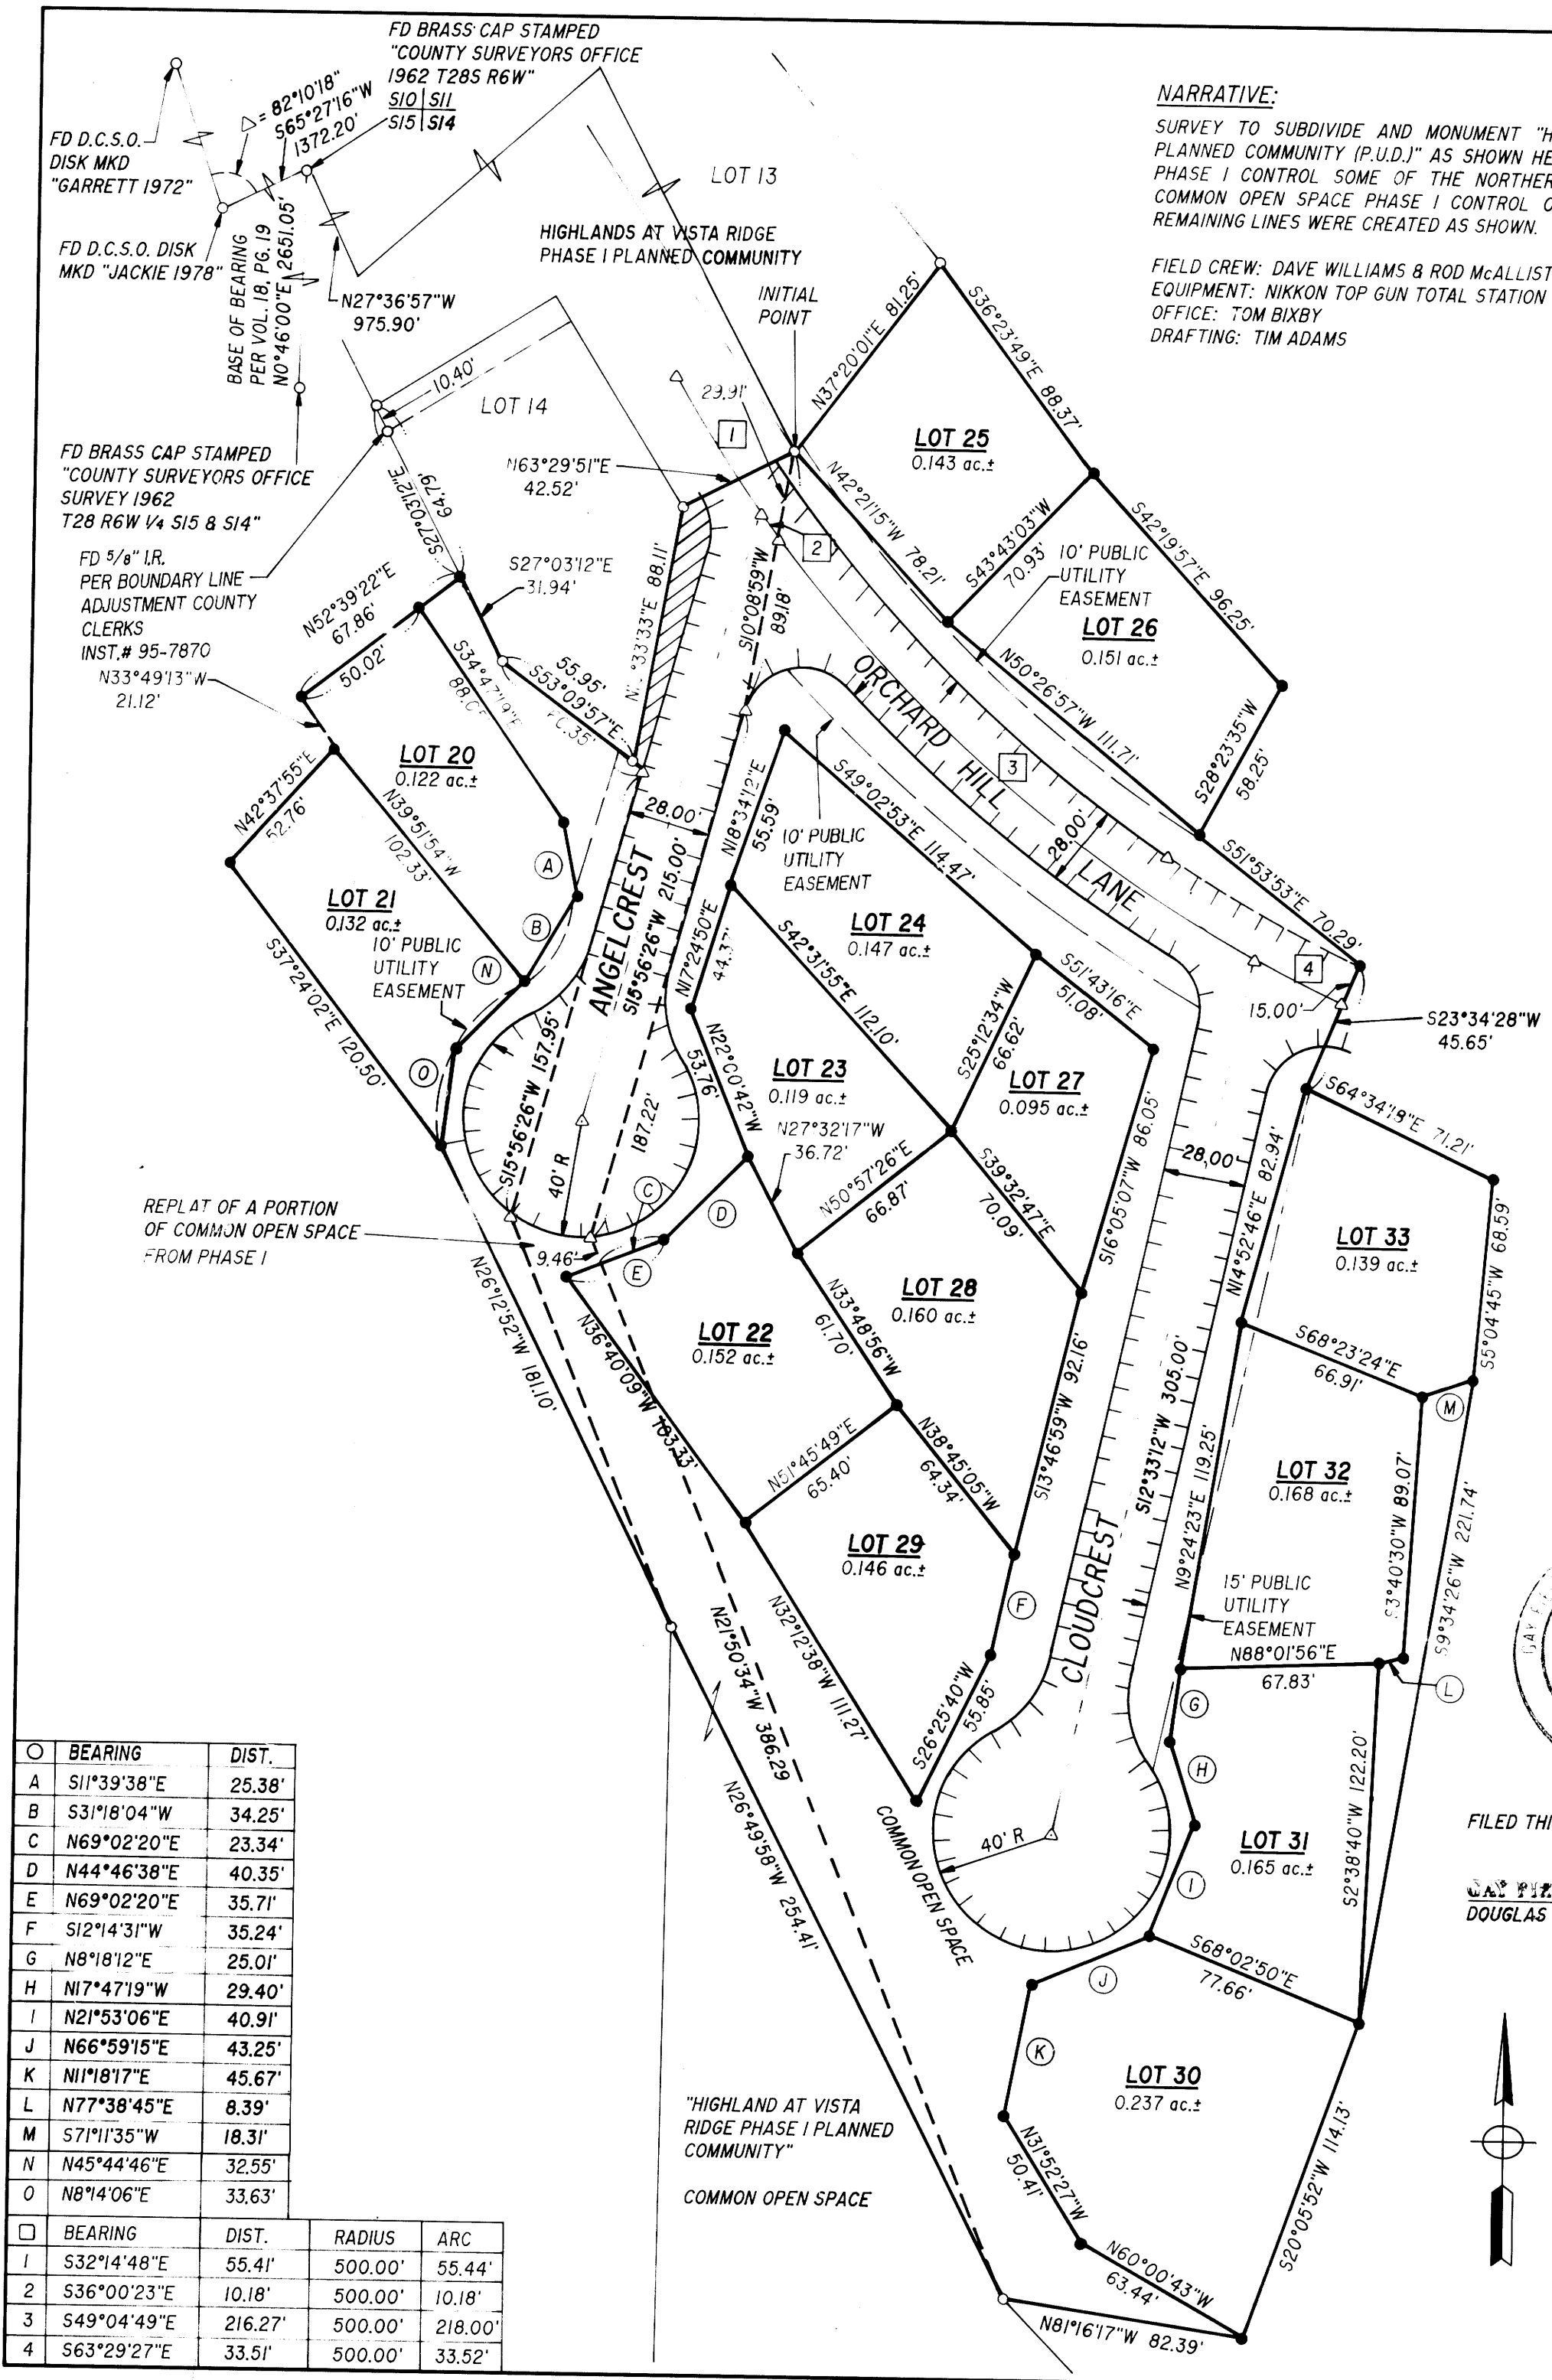 FD BRASS CAP STAMPED
"COUNTY SURVEYORS OFFICE
1962 T28S R6W"
S10 | S11
S15 | S14
Δ= 82°10'18"
S65°27'16"W
1372.20'
FD D.C.S.O.
DISK MKD
"GARRETT 1972"
FD D.C.S.O. DISK
MKD "JACKIE 1978"
BASE OF BEARING
PER VOL. 18, PG. 19
N0°46'00"E 2651.05'
N27°36'57"W
975.90'
NARRATIVE:
SURVEY TO SUBDIVIDE AND MONUMENT
PLANNED COMMUNITY (P.U.D.)" AS SHOWN
PHASE I CONTROL SOME OF THE
COMMON OPEN SPACE PHASE I CONTROL
REMAINING LINES WERE CREATED AS SHOWN.
FIELD CREW: DAVE WILLIAMS & ROD
EQUIPMENT: NIKKON TOP GUN TOTAL STATION
OFFICE: TOM BIXBY
DRAFTING: TIM ADAMS
LOT 13
HIGHLANDS AT VISTA RIDGE
PHASE I PLANNED COMMUNITY
INITIAL
POINT
10.40'
LOT 14
29.91'
1
N37°20'01"E 81.25'
S36°23'49"E 88.37'
LOT 25
0.143 ac.±
FD BRASS CAP STAMPED
"COUNTY SURVEYORS OFFICE
SURVEY 1962
T28 R6W 1/4 S15 & S14"
N63°29'51"E
42.52'
N42°21'15"W 78.21'
S43°43'03"W
70.93'
S42°19'57"E 96.25'
2
10' PUBLIC
UTILITY
EASEMENT
LOT 26
0.151 ac.±
FD 5/8" I.R.
PER BOUNDARY LINE
ADJUSTMENT COUNTY
CLERKS
INST.# 95-7870
S27°03'12"E
64.79'
S27°03'12"E
31.94'
N33°49'13"W
21.12'
N52°39'22"E
67.86'
50.02'
S34°47'19"E
55.95'
S53°09'57"E
88.11'
S10°08'59"W
89.18'
N50°26'57"W 111.71'
S28°23'35"W
58.25'
ORCHARD HILL LANE
3
28.00'
S51°53'53"E 70.29'
4
15.00'
S23°34'28"W
45.65'
LOT 20
0.122 ac.±
N42°37'55"E
52.76'
N39°51'54"W
102.33'
A
B
N
O
LOT 21
0.132 ac.±
10' PUBLIC
UTILITY
EASEMENT
S37°24'02"E 120.50'
28.00'
ANGELCREST
S15°56'26"W 215.00'
S15°56'26"W 157.95'
187.22'
40' R
N18°34'12"E
55.59'
N17°24'50"E
S49°02'53"E 114.47'
10' PUBLIC
UTILITY
EASEMENT
LOT 24
0.147 ac.±
S42°31'55"E 112.10'
S25°12'34"W
66.62'
S51°43'16"E
51.08'
53.76'
LOT 23
0.119 ac.±
N27°32'17"W
36.72'
LOT 27
0.095 ac.±
N50°57'26"E
66.87'
S39°32'47"E
70.09'
S16°05'07"W 86.05'
28.00'
N14°52'46"E 82.94'
S64°34'18"E 71.21'
LOT 33
0.139 ac.±
S5°04'45"W 68.59'
REPLAT OF A PORTION
OF COMMON OPEN SPACE
FROM PHASE I
9.46'
C
D
E
LOT 28
0.160 ac.±
N33°48'56"W
61.70'
LOT 22
0.152 ac.±
N26°12'52"W 181.10'
N36°40'09"W 103.33'
N51°45'49"E
65.40'
N38°45'05"W
64.34'
S13°46'59"W 92.16'
S12°33'12"W 305.00'
S68°23'24"E
66.91'
M
LOT 32
0.168 ac.±
N9°24'23"E 119.25'
S3°40'30"W 89.07'
S9°34'26"W 221.74'
15' PUBLIC
UTILITY
EASEMENT
N88°01'56"E
67.83'
L
LOT 29
0.146 ac.±
N32°12'38"W 111.27'
F
S26°25'40"W
55.85'
CLOUDCREST
N21°50'34"W 386.29
N26°49'58"W 254.41'
COMMON OPEN SPACE
40' R
G
H
I
LOT 31
0.165 ac.±
S2°38'40"W 122.20'
S68°02'50"E
77.66'
J
K
LOT 30
0.237 ac.±
N31°52'27"W
50.41'
N60°00'43"W
63.44'
S20°05'52"W 114.13'
N81°16'17"W 82.39'
FILED
DOUGLAS
"HIGHLAND AT VISTA
RIDGE PHASE I PLANNED
COMMUNITY"
COMMON OPEN SPACE
BEARING DIST.
A S11°39'38"E 25.38'
B S31°18'04"W 34.25'
C N69°02'20"E 23.34'
D N44°46'38"E 40.35'
E N69°02'20"E 35.71'
F S12°14'31"W 35.24'
G N8°18'12"E 25.01'
H N17°47'19"W 29.40'
I N21°53'06"E 40.91'
J N66°59'15"E 43.25'
K N11°18'17"E 45.67'
L N77°38'45"E 8.39'
M S71°11'35"W 18.31'
N N45°44'46"E 32.55'
O N8°14'06"E 33.63'
BEARING DIST. RADIUS ARC
1 S32°14'48"E 55.41' 500.00' 55.44'
2 S36°00'23"E 10.18' 500.00' 10.18'
3 S49°04'49"E 216.27' 500.00' 218.00'
4 S63°29'27"E 33.51' 500.00' 33.52'